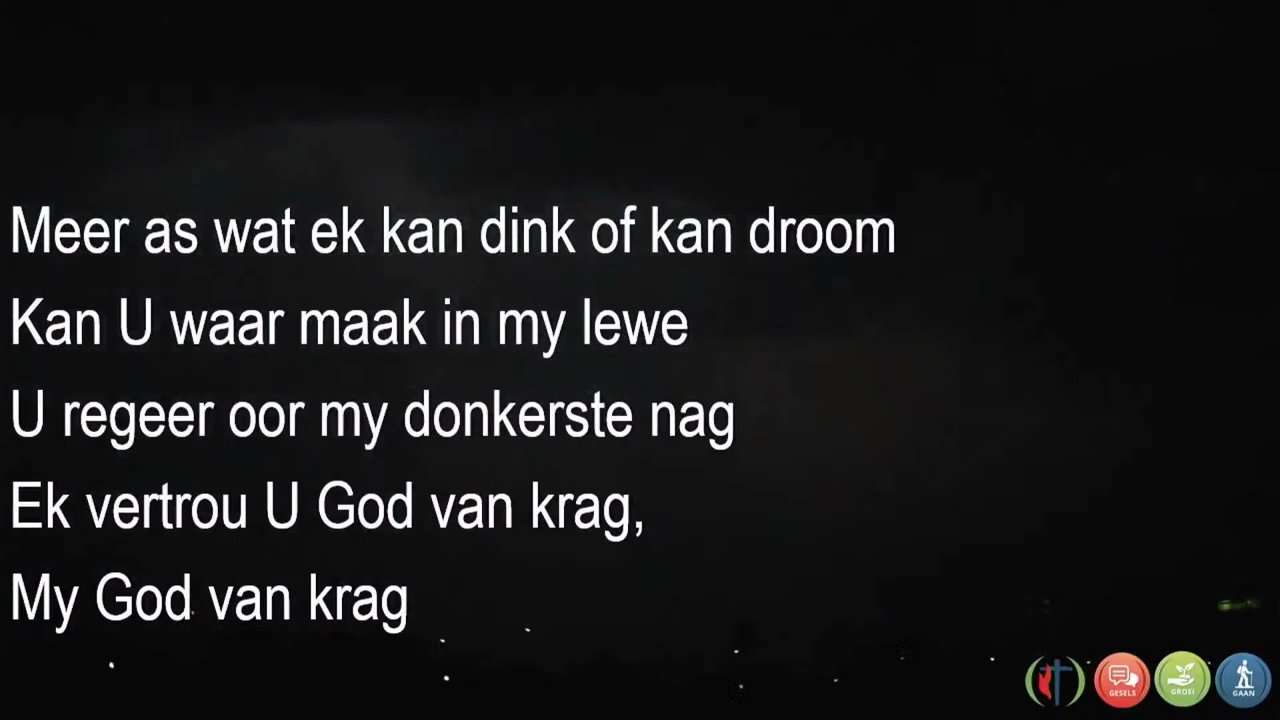 Meer as wat ek kan dink of kan droom
Kan U waar maak in my lewe
U regeer oor my donkerste nag
Ek vertrou U God van krag,
My God van krag
GESELS
GROEI
GAAN